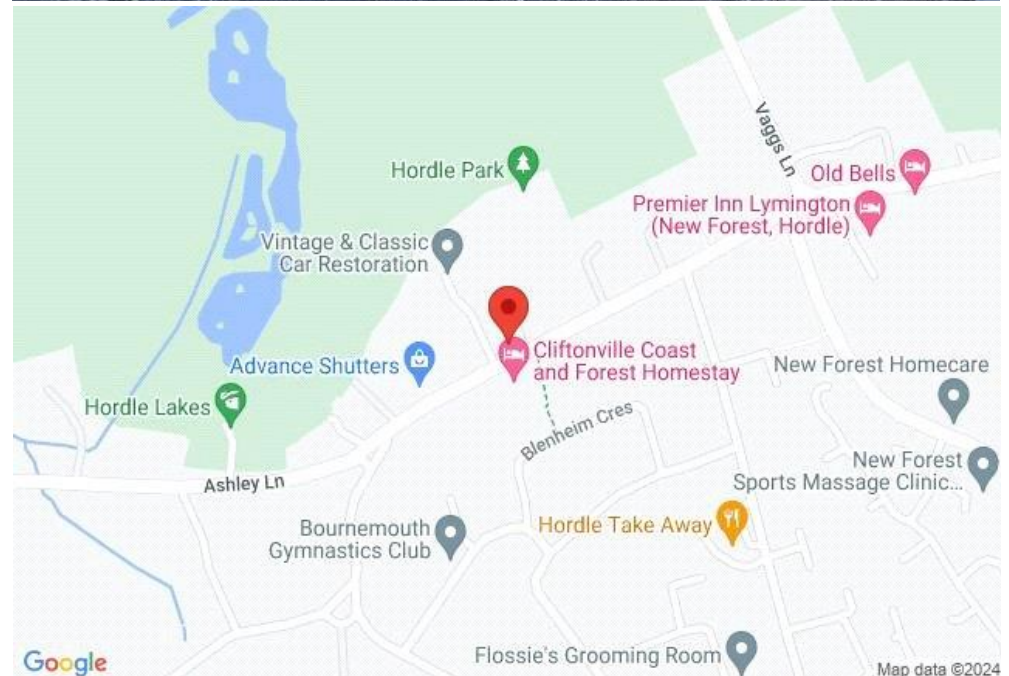 Vaggs Ln
Hordle Park
Old Bells
Premier Inn Lymington
(New Forest, Hordle)
Vintage & Classic
Car Restoration
Cliftonville Coast
and Forest Homestay
Advance Shutters
New Forest Homecare
Hordle Lakes
Blenheim Cres
New Forest
Sports Massage Clinic...
Ashley Ln
Hordle Take Away
Bournemouth
Gymnastics Club
Flossie's Grooming Room
Google
Map data ©2024